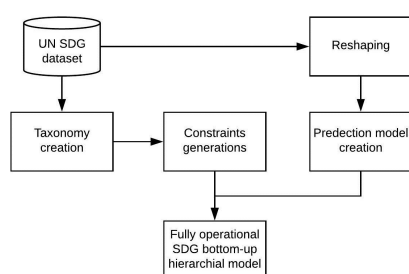 UN SDG
dataset
Reshaping
Taxonomy
creation
Constraints
generations
Predection model
creation
Fully operational
SDG bottom-up
hierarchial model